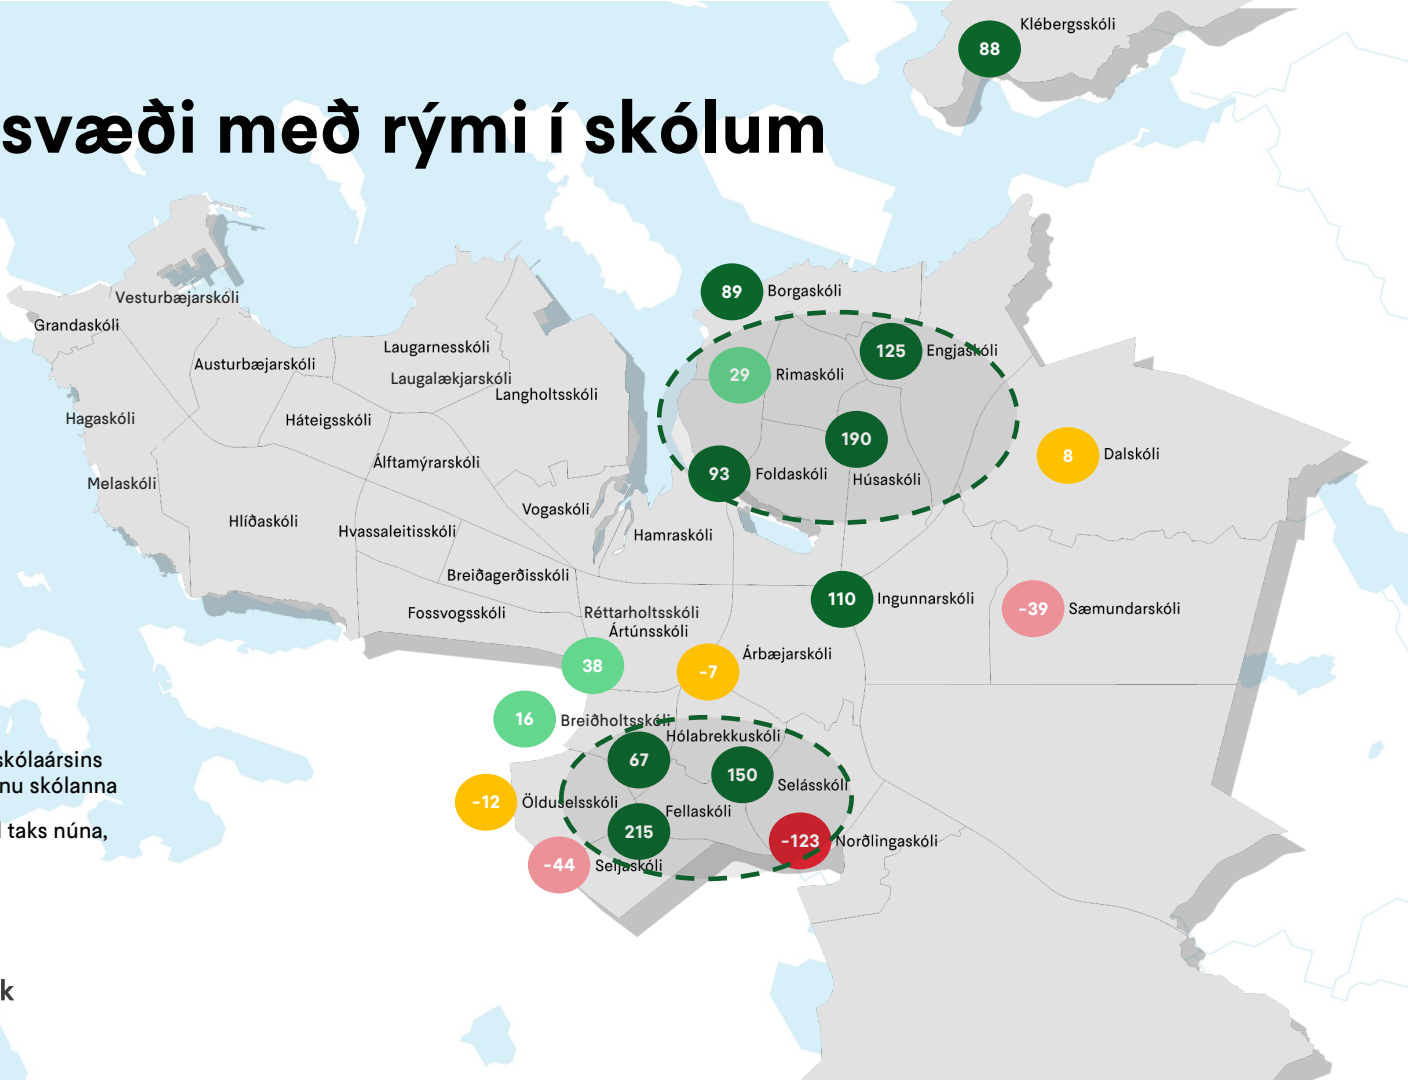 Klébergsskóli
88
svæði með rými í skólum
Vesturbæjarskóli
Grandaskóli
Austurbæjarskóli
Laugarnesskóli
Laugalækjarskóli
Langholtsskóli
Hagaskóli
Háteigsskóli
Melaskóli
Álftamýrarskóli
Hlíðaskóli
Hvassaleitisskóli
Vogaskóli
Hamraskóli
Breiðagerðisskóli
Fossvogsskóli
Réttarholtsskóli
Ártúnsskóli
38
-7
Árbæjarskóli
89
Borgaskóli
125
Engjaskóli
29
Rimaskóli
190
Húsaskóli
93
Foldaskóli
8
Dalskóli
110
Ingunnarskóli
-39
Sæmundarskóli
16
Breiðholtsskóli
Hólabrekkuskóli
67
150
Selásskóli
-12
Ölduselsskóli
Fellaskóli
215
-123
Norðlingaskóli
-44
Seljaskóli
skólaársins
nu skólanna
l taks núna,
k